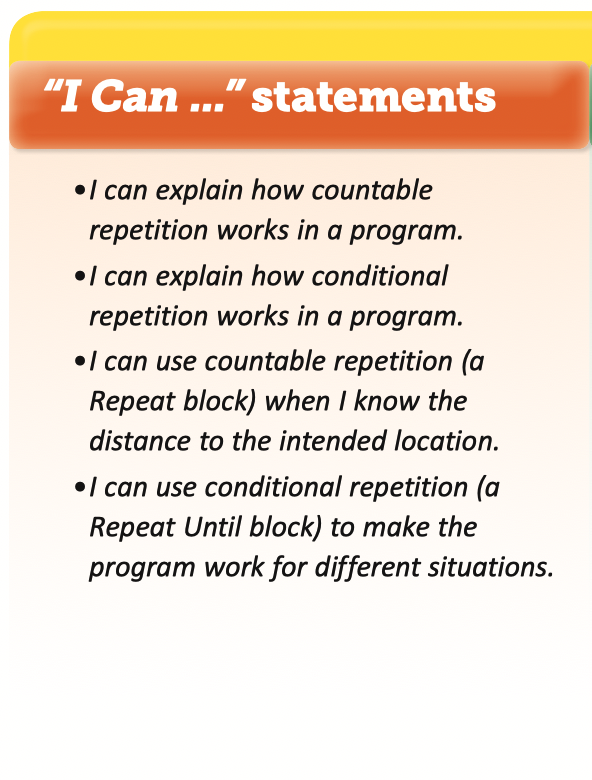 “I Can ...” statements
•I can explain how countable
repetition works in a program.
•I can explain how conditional
repetition works in a program.
•I can use countable repetition (a
Repeat block) when I know the
distance to the intended location.
•I can use conditional repetition (a
Repeat Until block) to make the
program work for different situations.